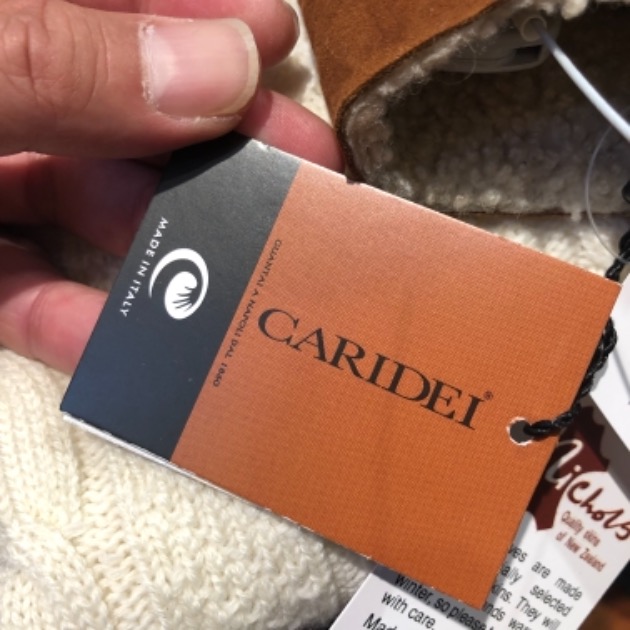 MADE IN ITALY
GUANTAI A NAPOLI DAL 1860
CARIDEI®
Nichols
Quality skins
of New Zealand
are made
selected
They will
winter, so please
with care.